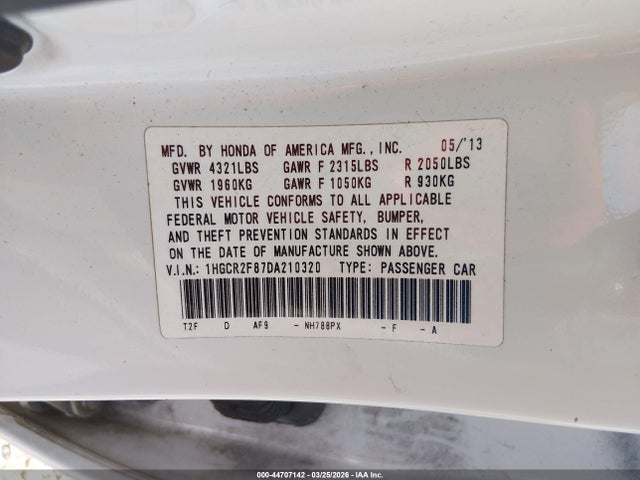 MFD. BY HONDA OF AMERICA MFG., INC. 05/'13
GVWR 4321LBS GAWR F 2315LBS R 2050LBS
GVWR 1960KG GAWR F 1050KG R 930KG
THIS VEHICLE CONFORMS TO ALL APPLICABLE
FEDERAL MOTOR VEHICLE SAFETY, BUMPER,
AND THEFT PREVENTION STANDARDS IN EFFECT
ON THE DATE OF MANUFACTURE SHOWN ABOVE.
V.I.N.: 1HGCR2F87DA210320 TYPE: PASSENGER CAR
T2F D AF9 -NH788PX -F -A
000-44707142 | 03/25/2026 - IAA Inc.